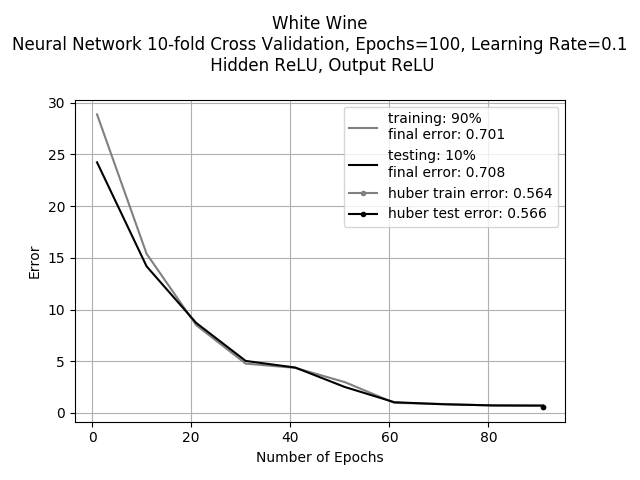 White Wine
Neural Network 10-fold Cross Validation, Epochs=100, Learning Rate=0.1
Hidden ReLU, Output ReLU
30
25
20
15
10
5
0
Error
training: 90%
final error: 0.701
testing: 10%
final error: 0.708
huber train error: 0.564
huber test error: 0.566
0 20 40 60 80
Number of Epochs